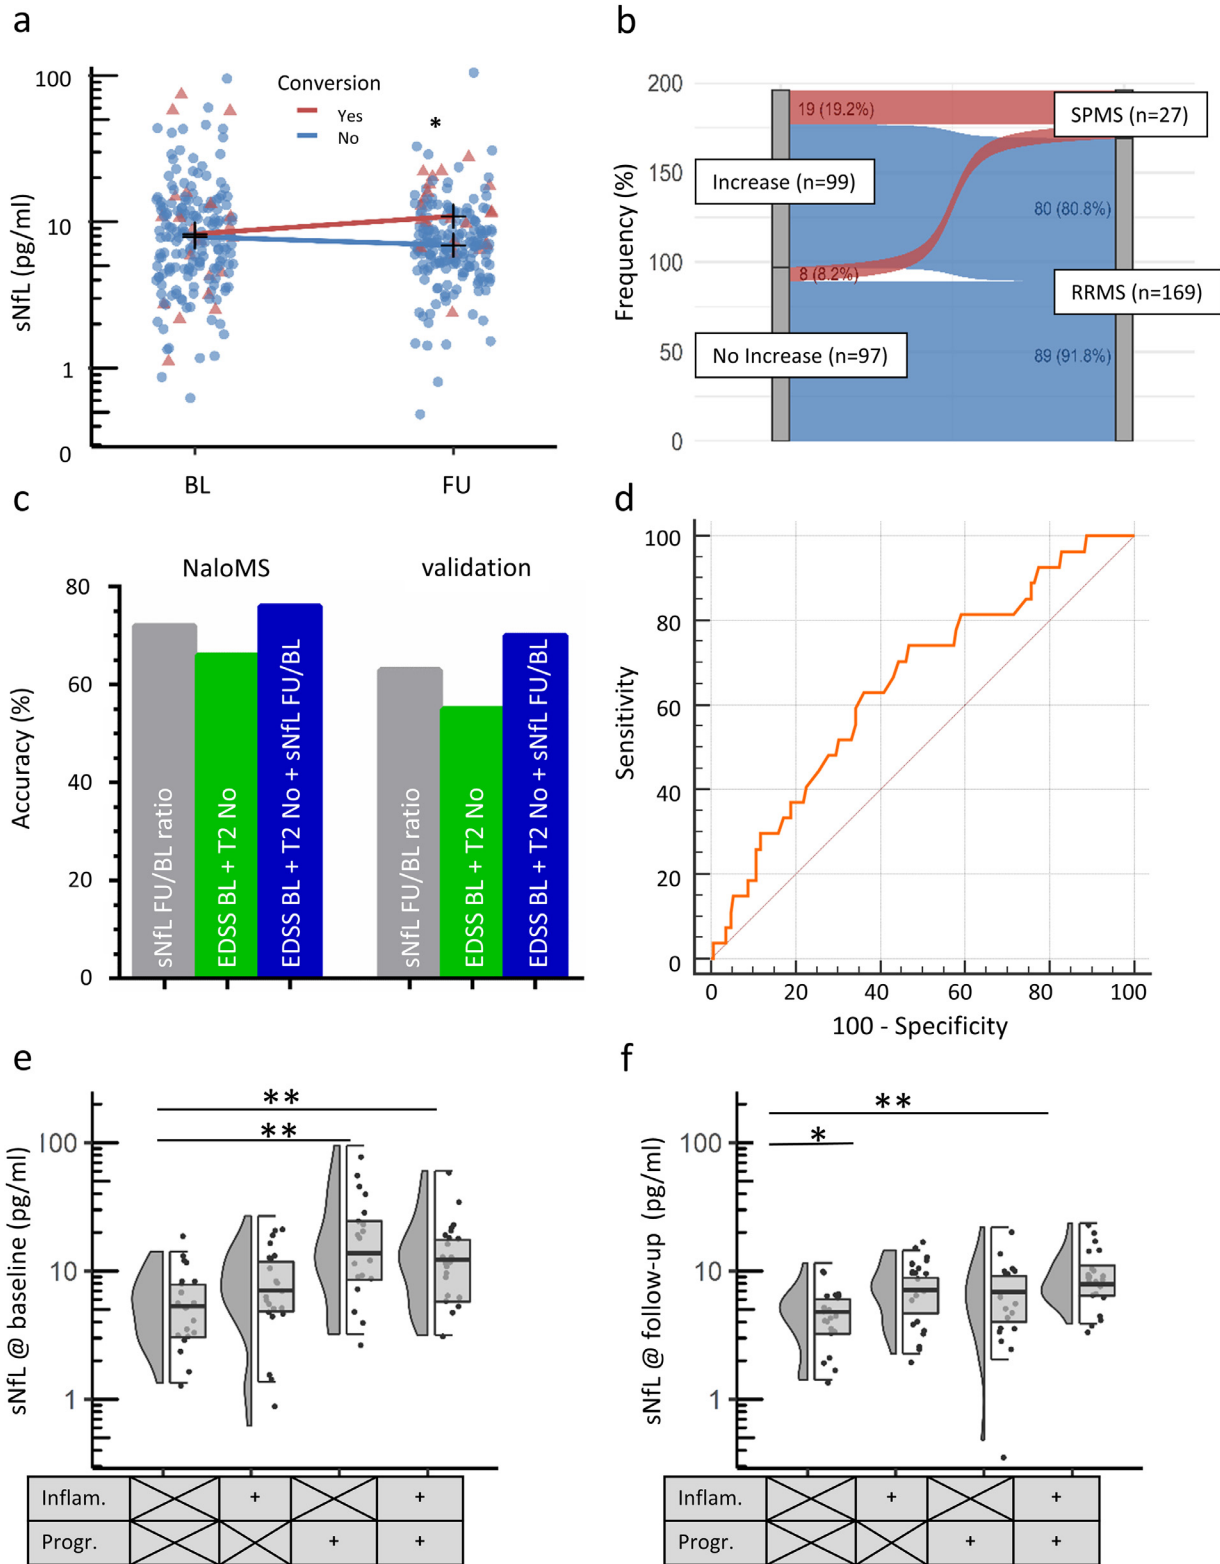 a
100
10
1
0
sNfL (pg/ml)
Conversion
Yes
No
*
BL
FU
b
200
150
100
50
0
Frequency (%)
19 (19.2%)
SPMS (n=27)
Increase (n=99)
80 (80.8%)
8 (8.2%)
RRMS (n=169)
No Increase (n=97)
89 (91.8%)
c
NaloMS
validation
80
60
40
20
0
Accuracy (%)
sNfL FU/BL ratio
EDSS BL + T2 No
EDSS BL + T2 No + sNfL FU/BL
sNfL FU/BL ratio
EDSS BL + T2 No
EDSS BL + T2 No + sNfL FU/BL
d
100
80
60
40
20
0
Sensitivity
0 20 40 60 80 100
100 - Specificity
e
**
**
100
10
1
sNfL @ baseline (pg/ml)
Inflam. + +
Progr. + +
f
**
*
100
10
1
sNfL @ follow-up (pg/ml)
Inflam. + +
Progr. + +